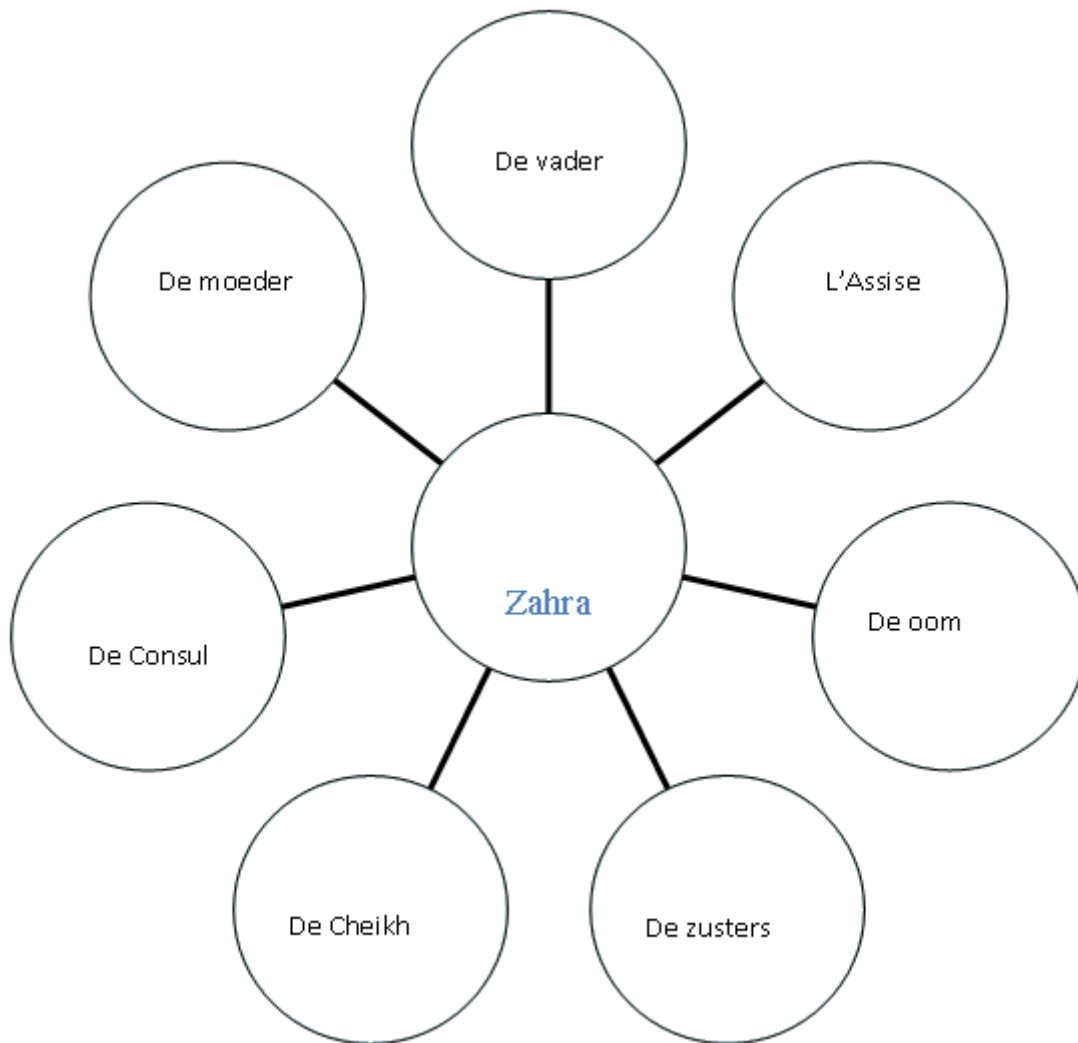 De vader
De moeder
L’Assise
Zahra
De oom
De Consul
De Cheikh
De zusters